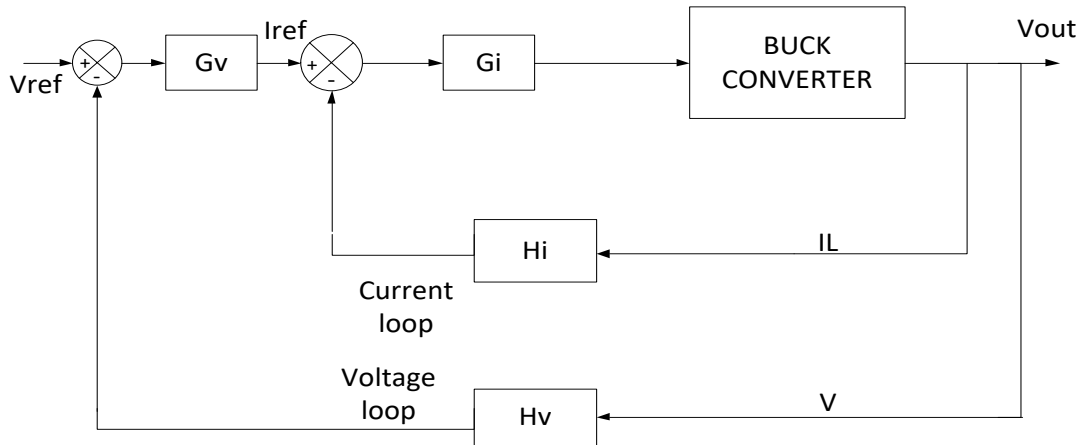 Vref
+
-
Gv
Iref
+
-
Gi
BUCK
CONVERTER
Vout
Hi
IL
Current
loop
Voltage
loop
Hv
V